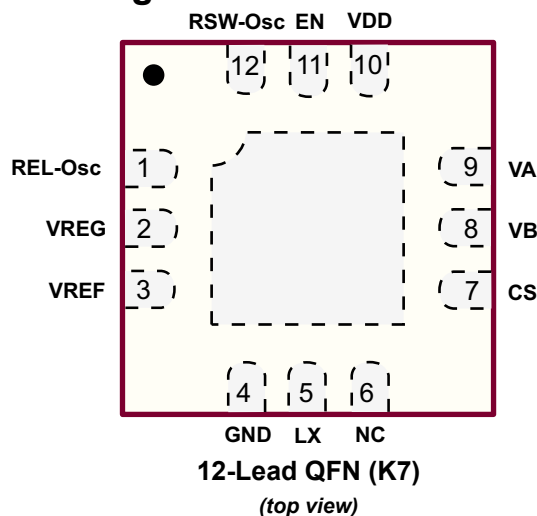 RSW-Osc EN VDD
12 11 10
REL-Osc 1 9 VA
VREG 2 8 VB
VREF 3 7 CS
4 5 6
GND LX NC
12-Lead QFN (K7)
(top view)